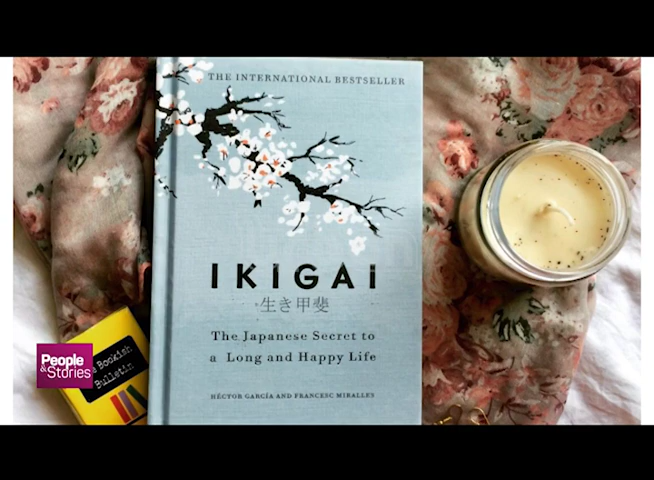 THE INTERNATIONAL BESTSELLER
IKIGAI
生き甲斐
The Japanese Secret to
a Long and Happy Life
HÉCTOR GARCÍA AND FRANCESC MIRALLES
Bookish
Bulletin
People
&Stories